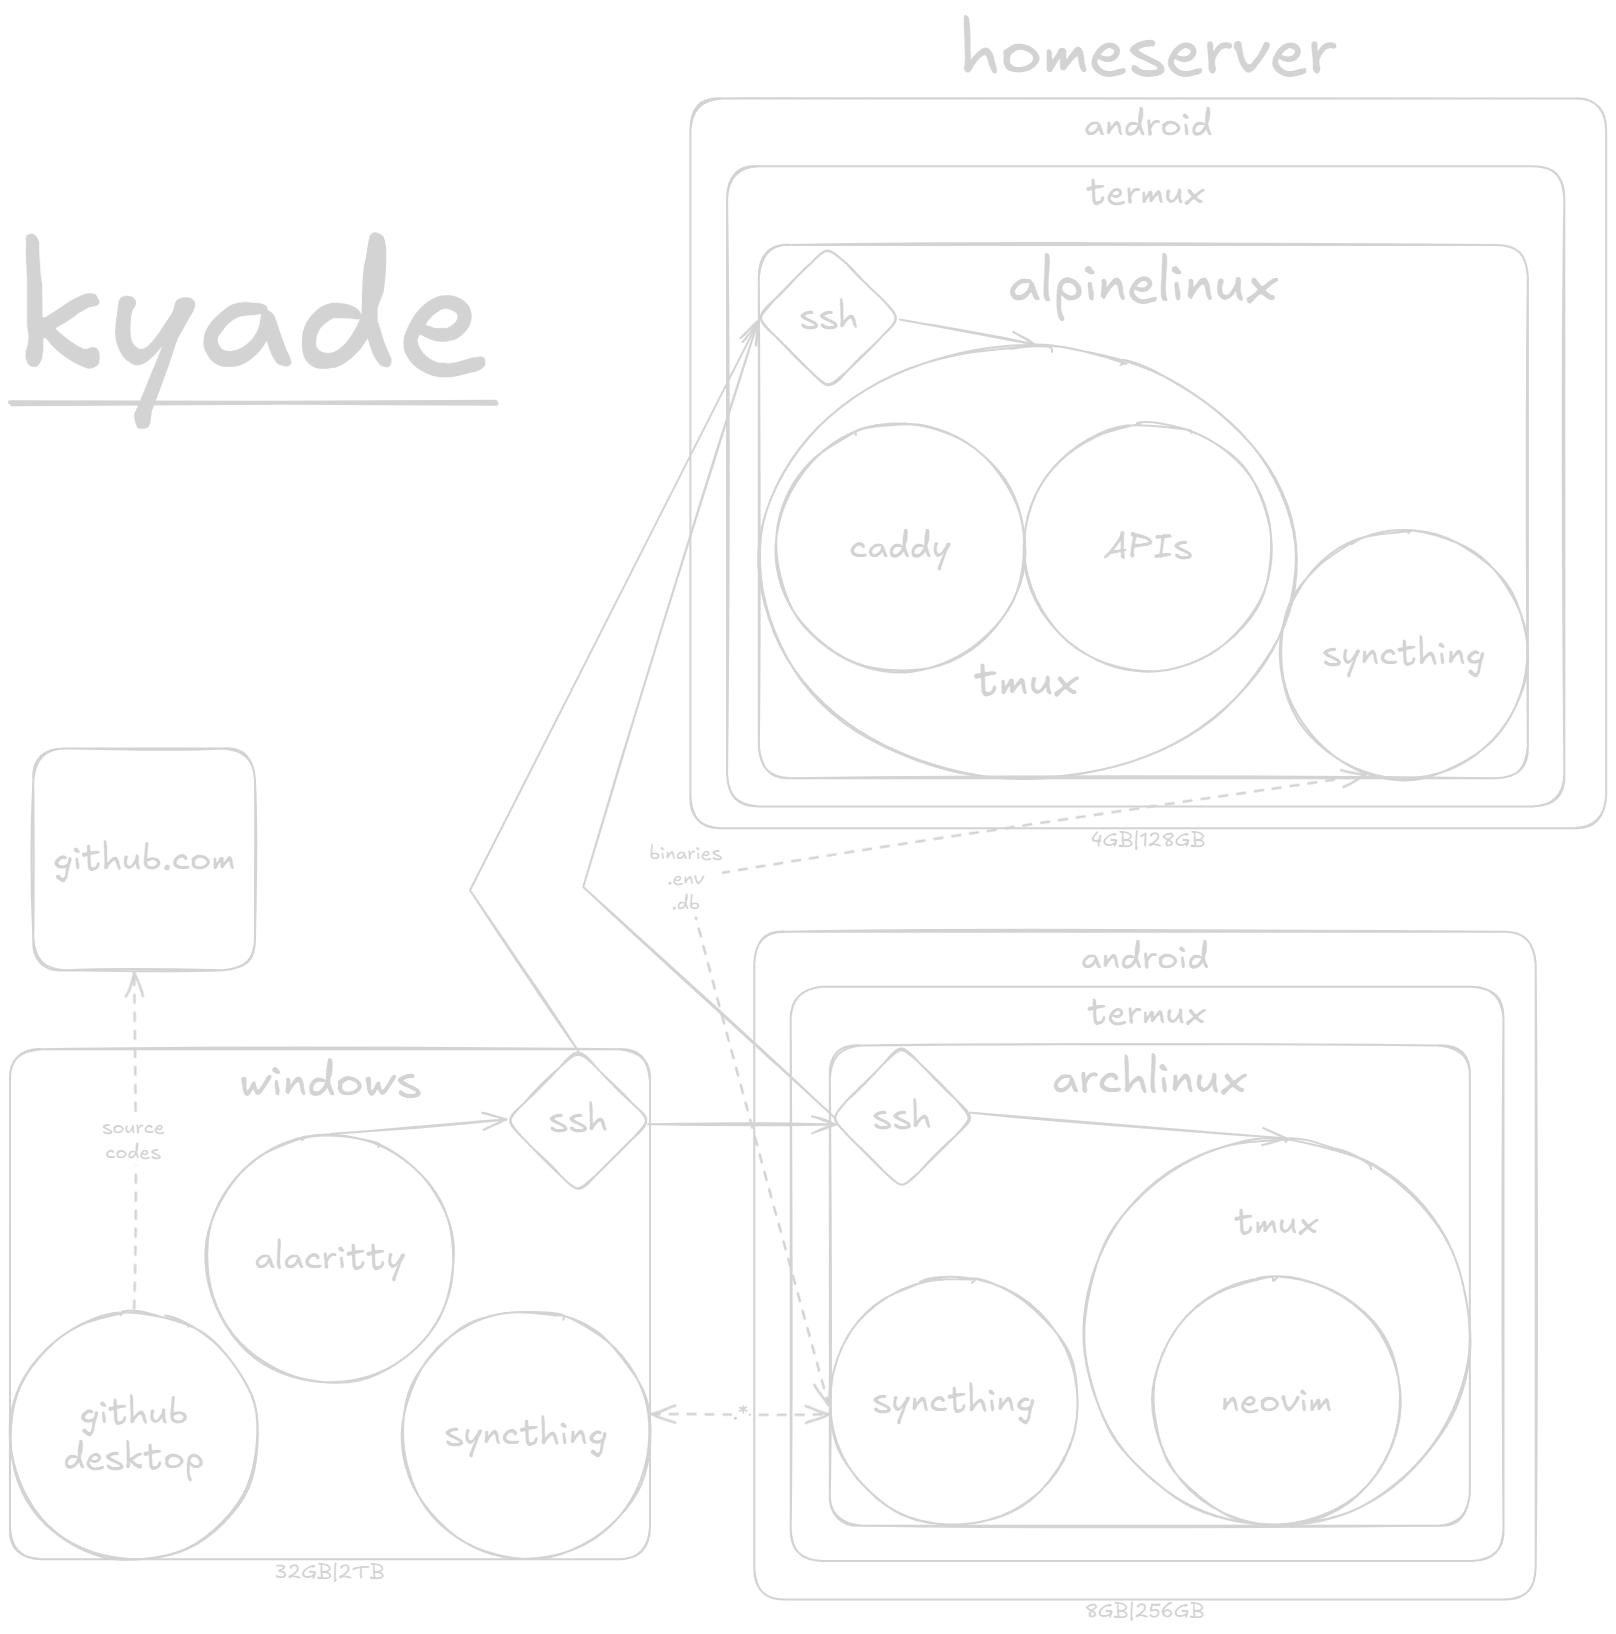 homeserver
android
termux
alpinelinux
ssh
kyade
caddy
APIs
syncthing
tmux
4GB|128GB
github.com
binaries
.env
.db
android
termux
archlinux
windows
ssh
ssh
source
codes
tmux
alacritty
syncthing
neovim
github
desktop
syncthing
.*
32GB|2TB
8GB|256GB